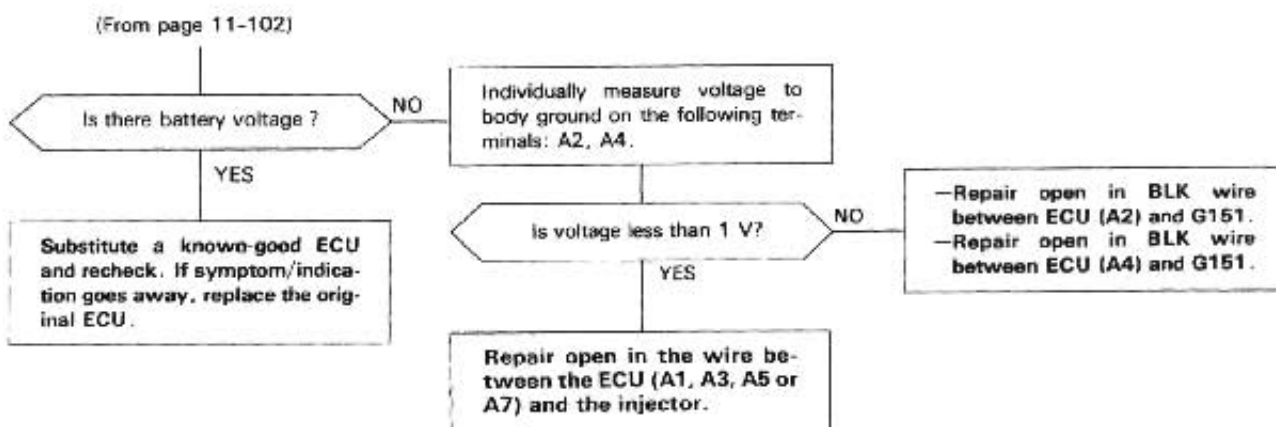 (From page 11-102)
Is there battery voltage ?
NO
Individually measure voltage to
body ground on the following ter-
minals: A2, A4.
YES
Substitute a known-good ECU
and recheck. If symptom/indica-
tion goes away, replace the orig-
inal ECU.
Is voltage less than 1 V?
NO
—Repair open in BLK wire
between ECU (A2) and G151.
—Repair open in BLK wire
between ECU (A4) and G151.
YES
Repair open in the wire be-
tween the ECU (A1, A3, A5 or
A7) and the injector.